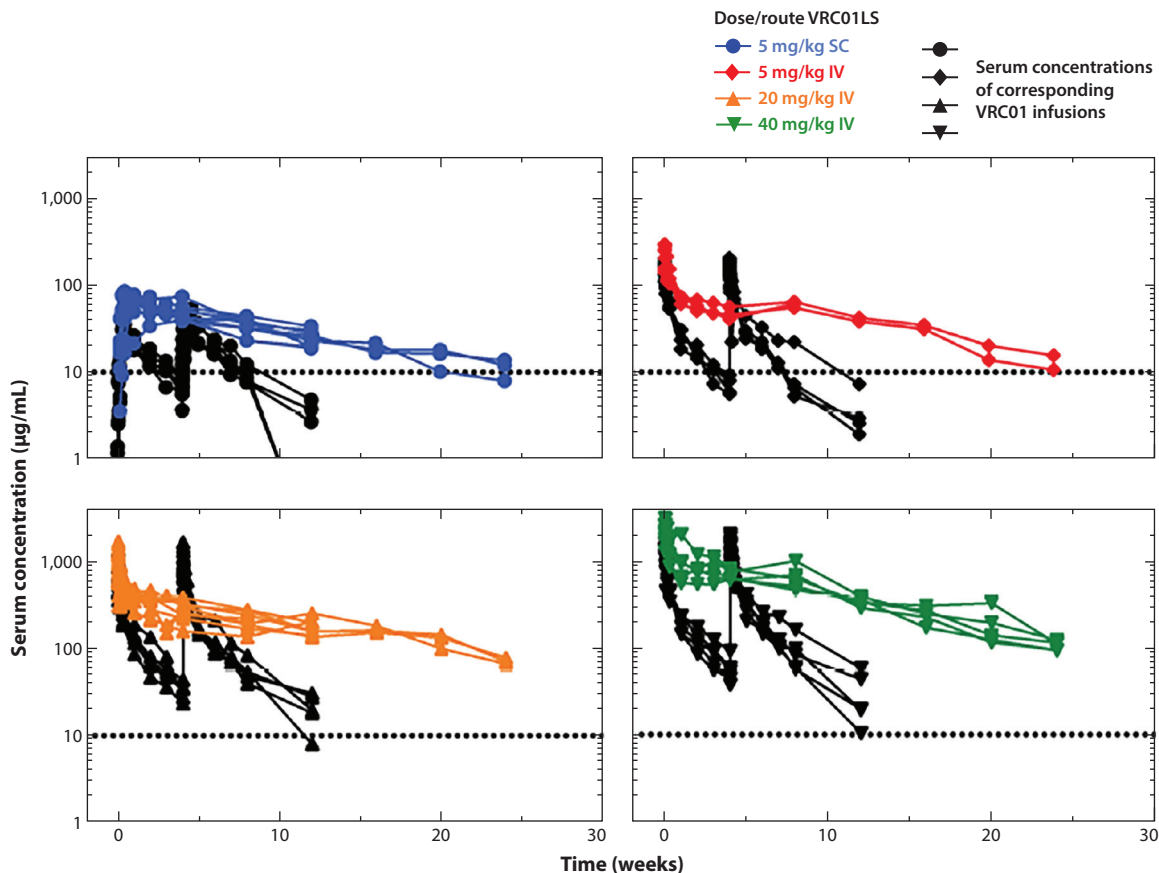 Dose/route VRC01LS
5 mg/kg SC
5 mg/kg IV
20 mg/kg IV
40 mg/kg IV
Serum concentrations
of corresponding
VRC01 infusions
1,000
100
10
1
1,000
100
10
1
0
10
20
30
0
10
20
30
Serum concentration (µg/mL)
Time (weeks)